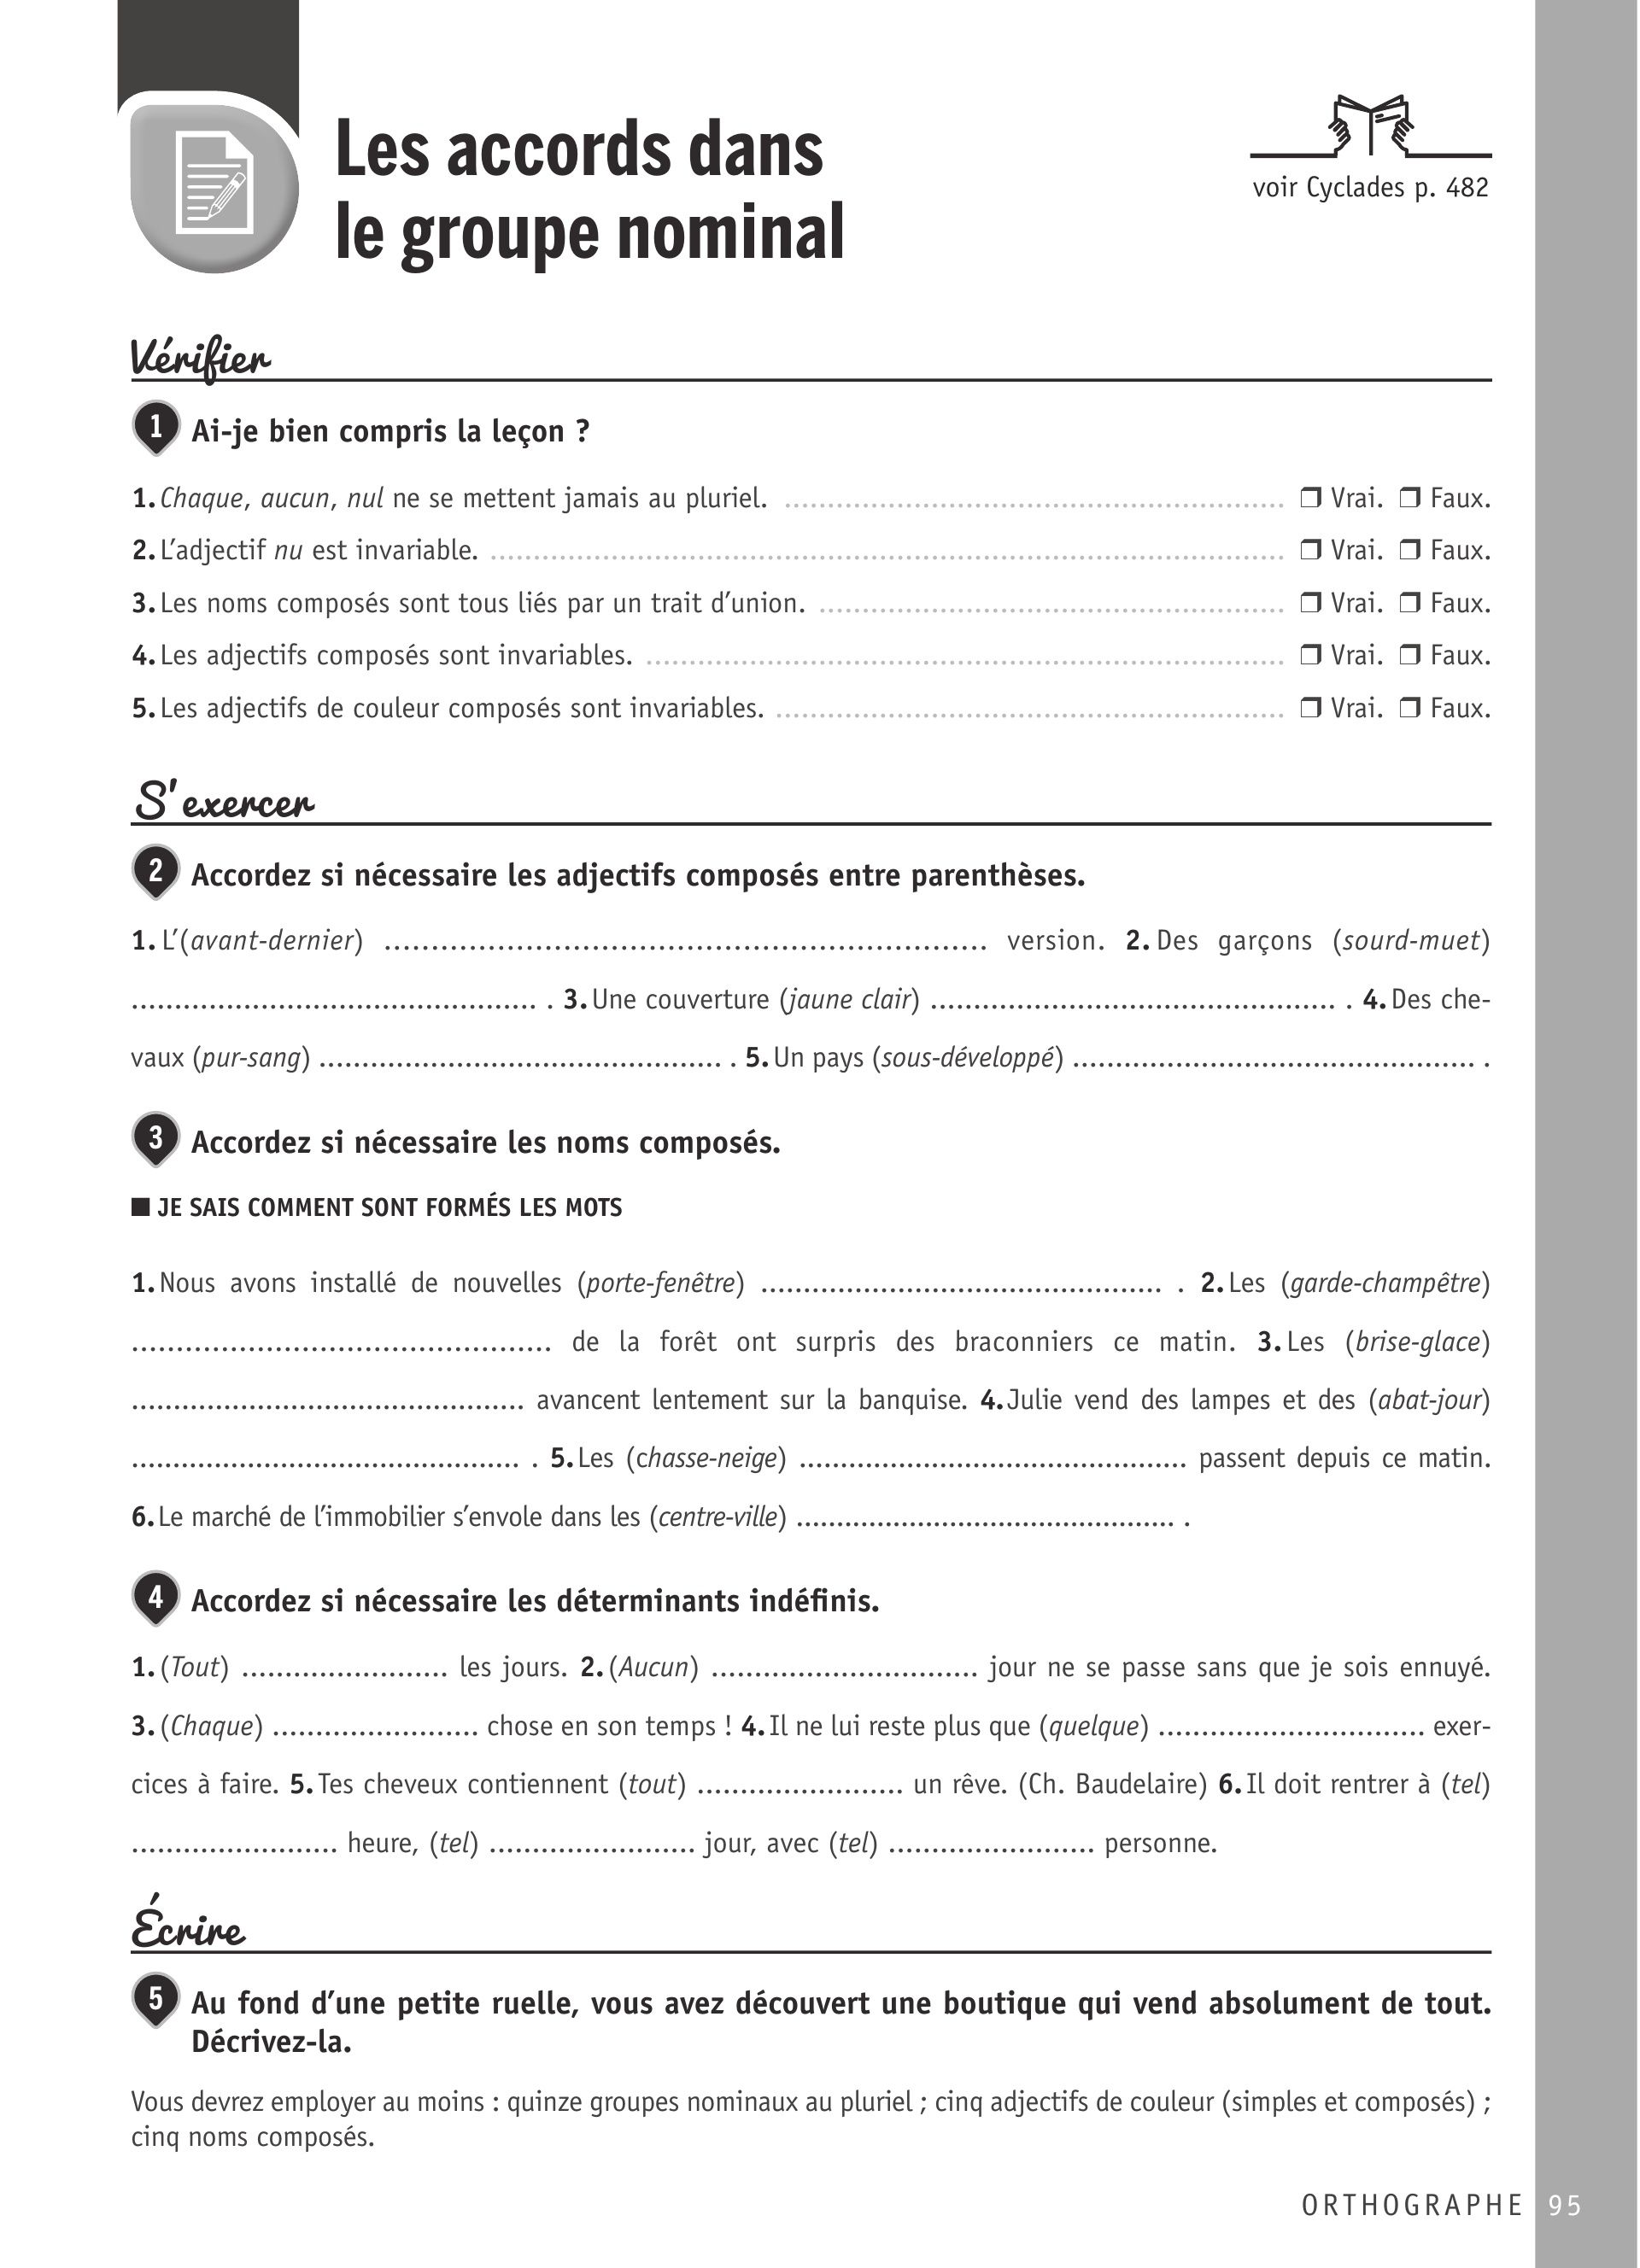 Les accords dans
le groupe nominal
voir Cyclades p. 482
Vérifier
1 Ai-je bien compris la leçon ?
1. Chaque, aucun, nul ne se mettent jamais au pluriel. .......................................................... ❒ Vrai. ❒ Faux.
2. L’adjectif nu est invariable. ............................................................................................ ❒ Vrai. ❒ Faux.
3. Les noms composés sont tous liés par un trait d’union. ...................................................... ❒ Vrai. ❒ Faux.
4. Les adjectifs composés sont invariables. .......................................................................... ❒ Vrai. ❒ Faux.
5. Les adjectifs de couleur composés sont invariables. ........................................................... ❒ Vrai. ❒ Faux.
S’exercer
2 Accordez si nécessaire les adjectifs composés entre parenthèses.
1. L’(avant-dernier) ................................................................ version. 2. Des garçons (sourd-muet)
............................................... . 3. Une couverture (jaune clair) ............................................... . 4. Des che-
vaux (pur-sang) ............................................... . 5. Un pays (sous-développé) ............................................... .
3 Accordez si nécessaire les noms composés.
■ JE SAIS COMMENT SONT FORMÉS LES MOTS
1. Nous avons installé de nouvelles (porte-fenêtre) ............................................... . 2. Les (garde-champêtre)
............................................... de la forêt ont surpris des braconniers ce matin. 3. Les (brise-glace)
............................................... avancent lentement sur la banquise. 4. Julie vend des lampes et des (abat-jour)
............................................... . 5. Les (chasse-neige) ............................................... passent depuis ce matin.
6. Le marché de l’immobilier s’envole dans les (centre-ville) ............................................... .
4 Accordez si nécessaire les déterminants indéfinis.
1. (Tout) ........................ les jours. 2. (Aucun) ............................... jour ne se passe sans que je sois ennuyé.
3. (Chaque) ........................ chose en son temps ! 4. Il ne lui reste plus que (quelque) ............................... exer-
cices à faire. 5. Tes cheveux contiennent (tout) ........................ un rêve. (Ch. Baudelaire) 6. Il doit rentrer à (tel)
........................ heure, (tel) ........................ jour, avec (tel) ........................ personne.
Écrire
5 Au fond d’une petite ruelle, vous avez découvert une boutique qui vend absolument de tout.
Décrivez-la.
Vous devrez employer au moins : quinze groupes nominaux au pluriel ; cinq adjectifs de couleur (simples et composés) ;
cinq noms composés.
ORTHOGRAPHE 95